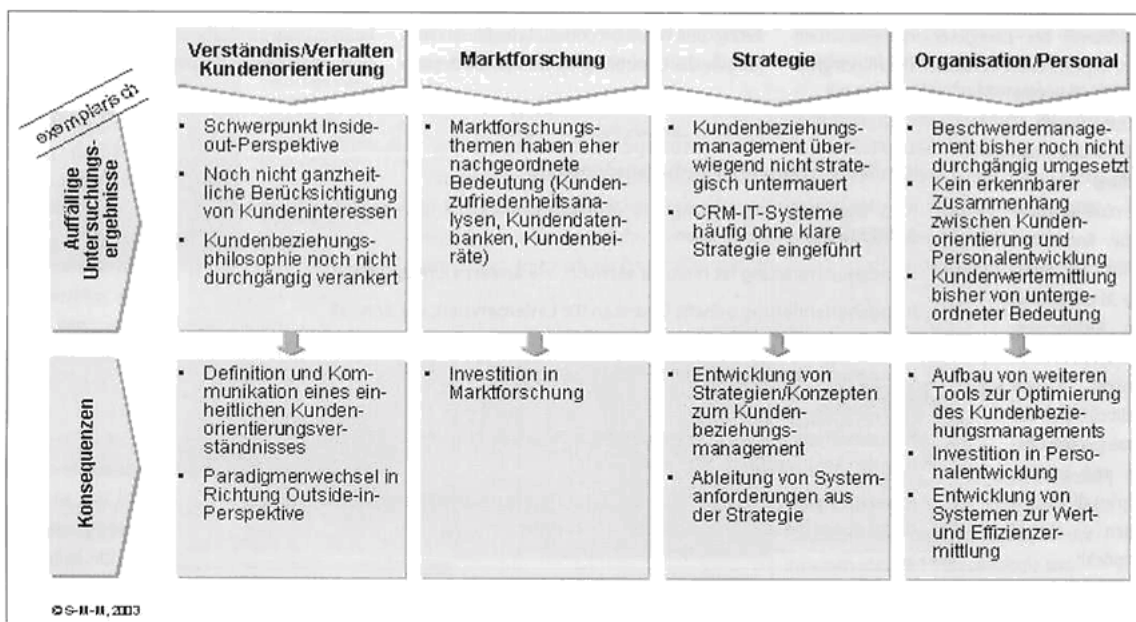 Verständnis/Verhalten
Kundenorientierung
Marktforschung
Strategie
Organisation/Personal
exemplarisch
Auffällige
Untersuchungs-
ergebnisse
▪ Schwerpunkt Inside-
out-Perspektive
▪ Noch nicht ganzheit-
liche Berücksichtigung
von Kundeninteressen
▪ Kundenbeziehungs-
philosophie noch nicht
durchgängig verankert
▪ Marktforschungs-
themen haben eher
nachgeordnete
Bedeutung (Kunden-
zufriedenheitsana-
lysen, Kundendaten-
banken, Kundenbei-
räte)
▪ Kundenbeziehungs-
management über-
wiegend nicht strate-
gisch untermauert
▪ CRM-IT-Systeme
häufig ohne klare
Strategie eingeführt
▪ Beschwerdemanage-
ment bisher noch nicht
durchgängig umgesetzt
▪ Kein erkennbarer
Zusammenhang
zwischen Kunden-
orientierung und
Personalentwicklung
▪ Kundenwertermittlung
bisher von unterge-
ordneter Bedeutung
Konsequenzen
▪ Definition und Kom-
munikation eines ein-
heitlichen Kunden-
orientierungsver-
ständnisses
▪ Paradigmenwechsel in
Richtung Outside-in-
Perspektive
▪ Investition in
Marktforschung
▪ Entwicklung von
Strategien/Konzepten
zum Kunden-
beziehungs-
management
▪ Ableitung von System-
anforderungen aus
der Strategie
▪ Aufbau von weiteren
Tools zur Optimierung
des Kundenbezie-
hungsmanagements
▪ Investition in Perso-
nalentwicklung
▪ Entwicklung von
Systemen zur Wert-
und Effizienzer-
mittlung
2003